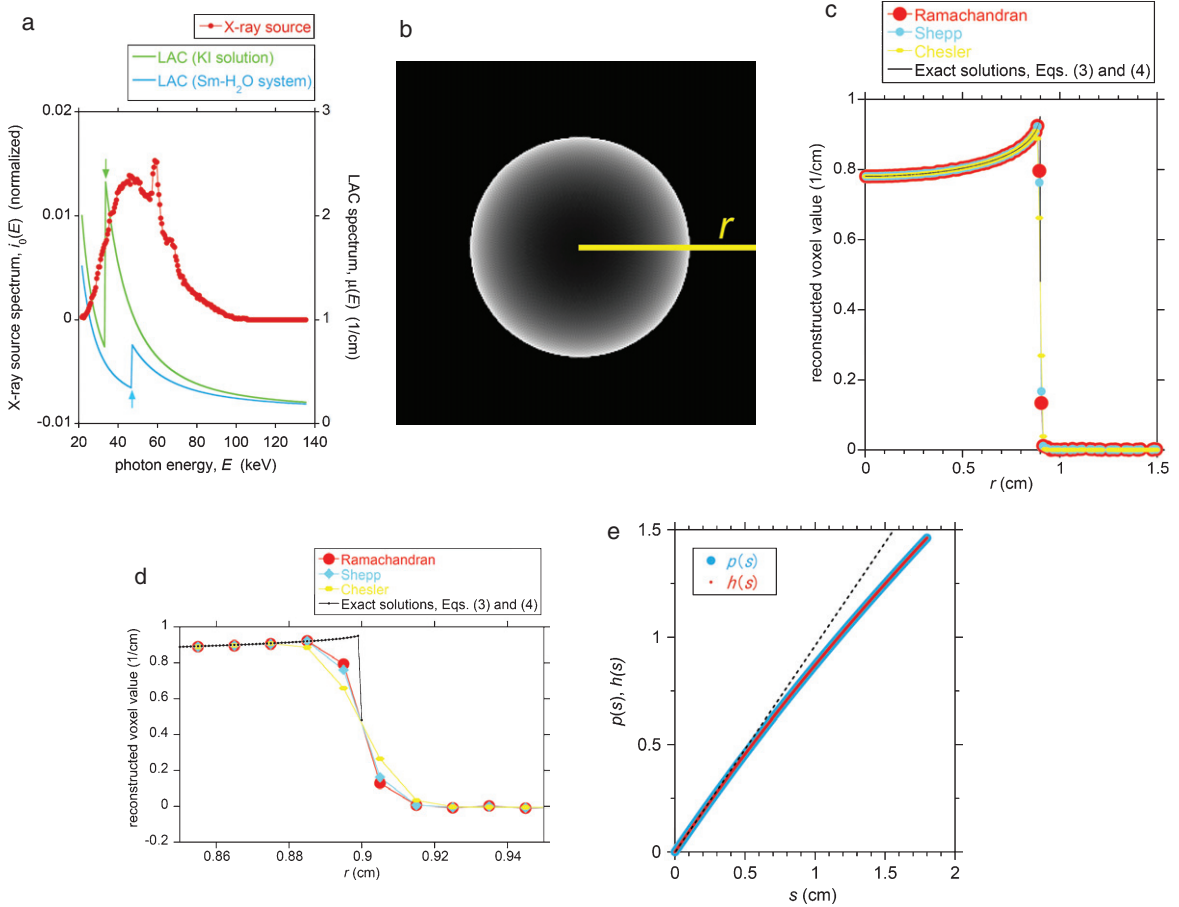 a
X-ray source
LAC (KI solution)
LAC (Sm-H2O system)
0.02
0.01
0
-0.01
3
2
1
0
X-ray source spectrum, i0(E) (normalized)
LAC spectrum, μ(E) (1/cm)
20 40 60 80 100 120 140
photon energy, E (keV)
b
r
c
Ramachandran
Shepp
Chesler
Exact solutions, Eqs. (3) and (4)
1
0.8
0.6
0.4
0.2
0
reconstructed voxel value (1/cm)
0 0.5 1 1.5
r (cm)
d
Ramachandran
Shepp
Chesler
Exact solutions, Eqs. (3) and (4)
1
0.8
0.6
0.4
0.2
0
-0.2
reconstructed voxel value (1/cm)
0.86 0.88 0.9 0.92 0.94
r (cm)
e
p(s)
h(s)
1.5
1
0.5
0
p(s), h(s)
0 0.5 1 1.5 2
s (cm)